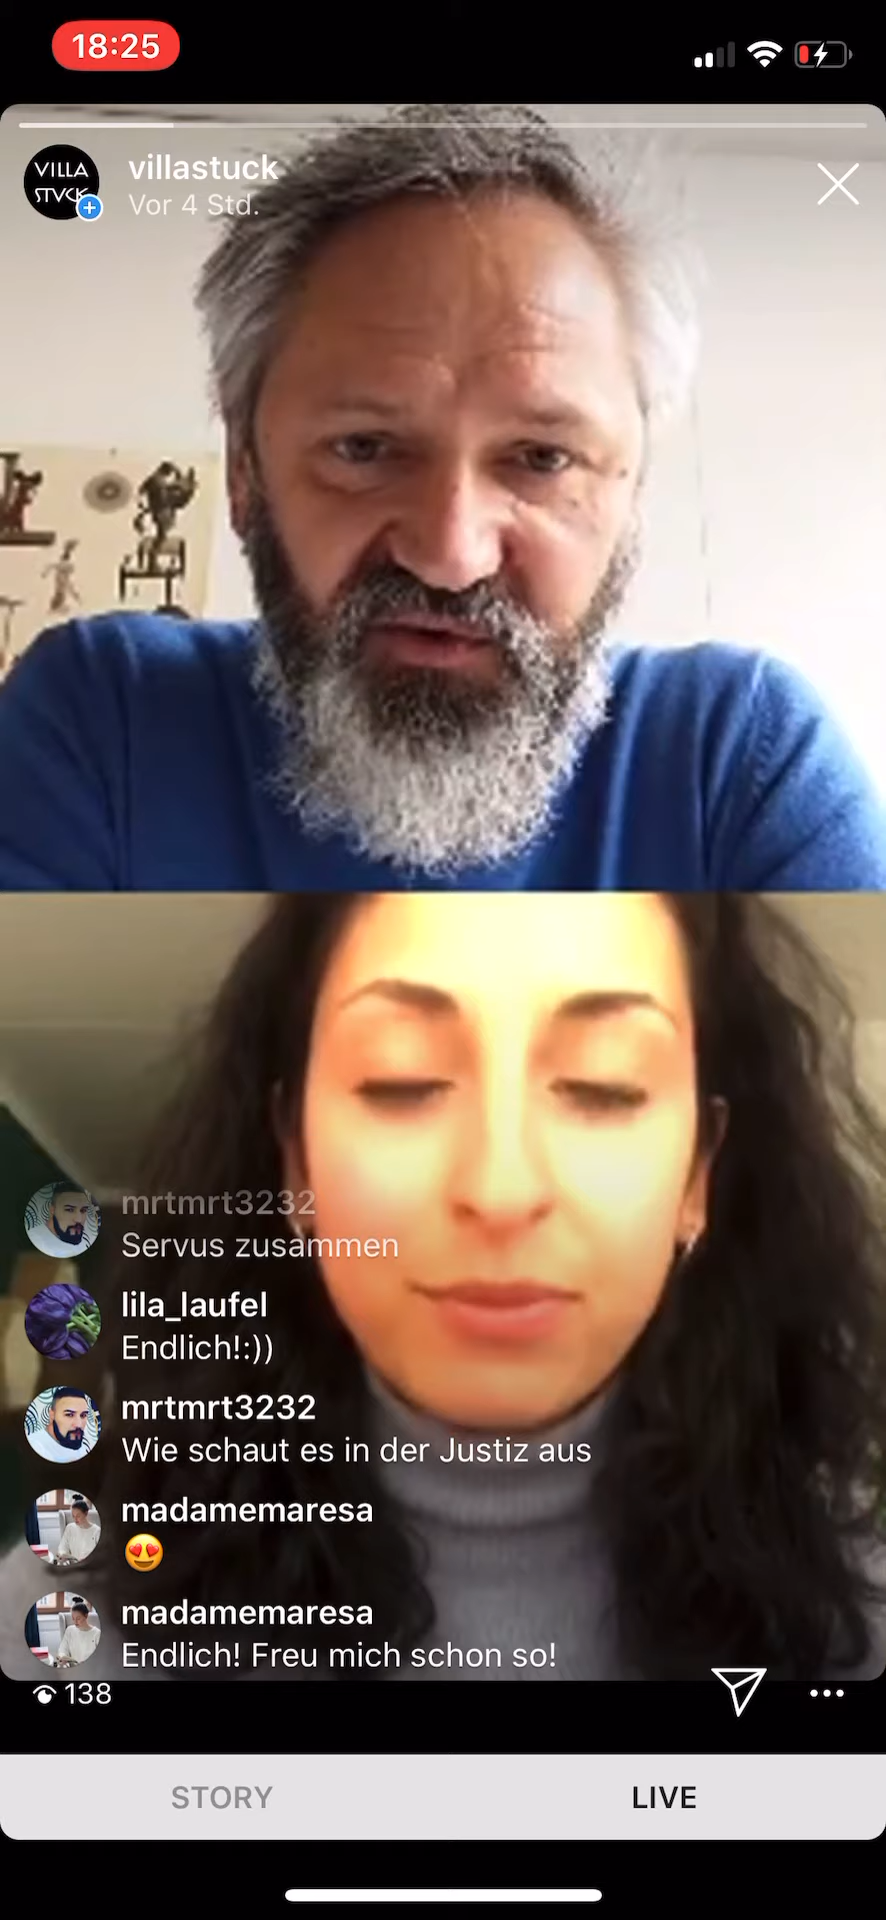 18:25
VILLA
STVCK
villastuck
Vor 4 Std.
mrtmrt3232
Servus zusammen
lila_laufel
Endlich!:))
mrtmrt3232
Wie schaut es in der Justiz aus
madamemaresa
😍
madamemaresa
Endlich! Freu mich schon so!
138
STORY
LIVE